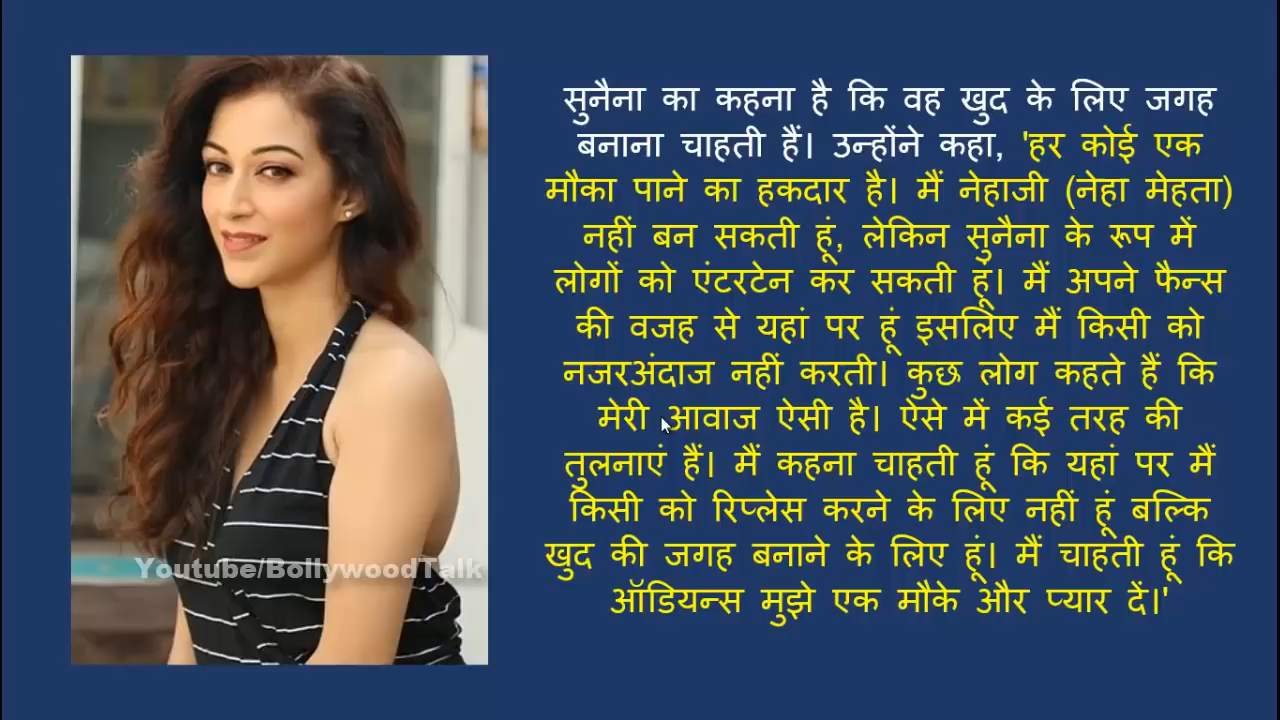 सुनैना का कहना है कि वह खुद के लिए जगह
बनाना चाहती हैं। उन्होंने कहा, 'हर कोई एक
मौका पाने का हकदार है। मैं नेहाजी (नेहा मेहता)
नहीं बन सकती हूं, लेकिन सुनैना के रूप में
लोगों को एंटरटेन कर सकती हूं। मैं अपने फैन्स
की वजह से यहां पर हूं इसलिए मैं किसी को
नजरअंदाज नहीं करती। कुछ लोग कहते हैं कि
मेरी आवाज ऐसी है। ऐसे में कई तरह की
तुलनाएं हैं। मैं कहना चाहती हूं कि यहां पर मैं
किसी को रिप्लेस करने के लिए नहीं हूं बल्कि
खुद की जगह बनाने के लिए हूं। मैं चाहती हूं कि
ऑडियन्स मुझे एक मौके और प्यार दें।'
Youtube/BollywoodTalk